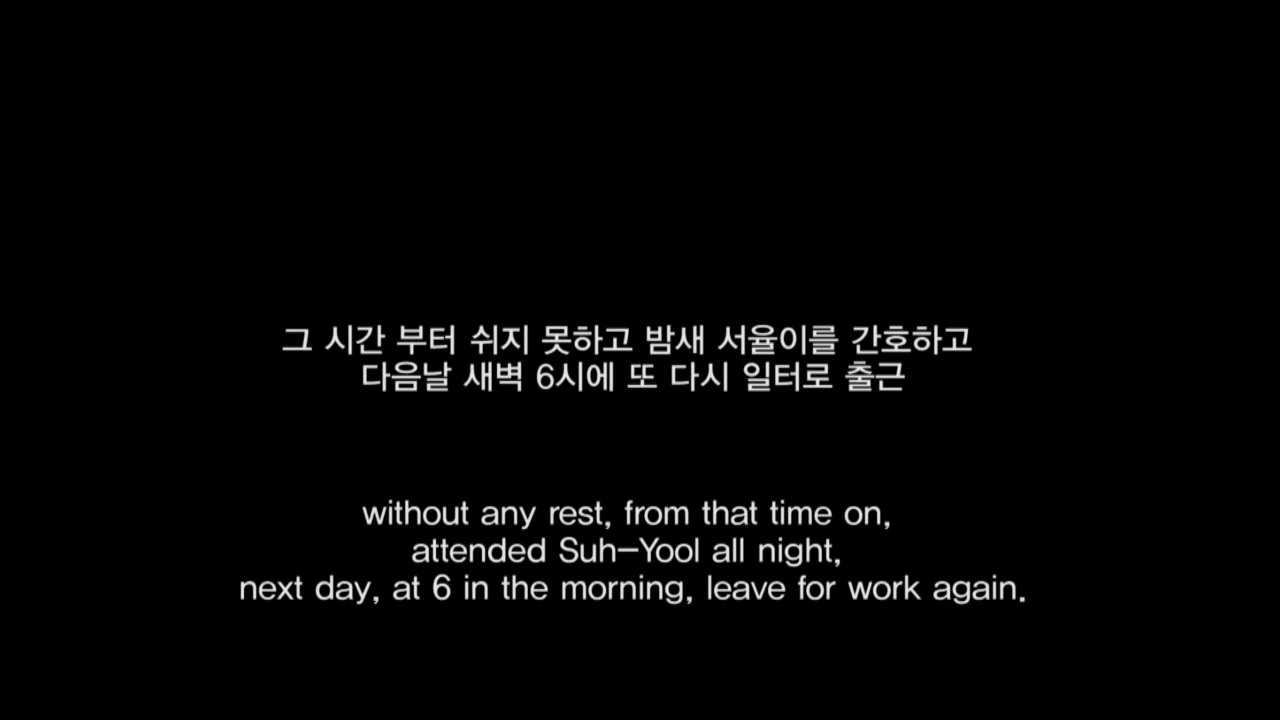 그 시간 부터 쉬지 못하고 밤새 서율이를 간호하고
다음날 새벽 6시에 또 다시 일터로 출근
without any rest, from that time on,
attended Suh-Yool all night,
next day, at 6 in the morning, leave for work again.